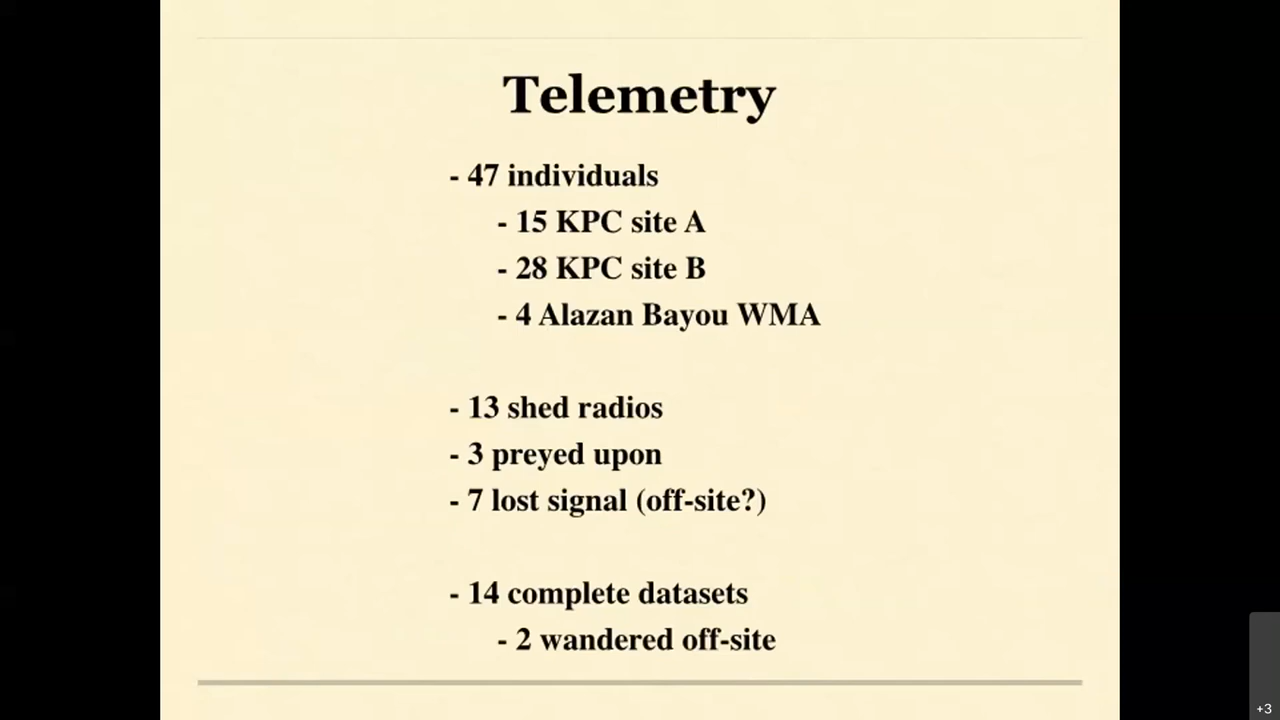 Telemetry
- 47 individuals
- 15 KPC site A
- 28 KPC site B
- 4 Alazan Bayou WMA
- 13 shed radios
- 3 preyed upon
- 7 lost signal (off-site?)
- 14 complete datasets
- 2 wandered off-site
+3